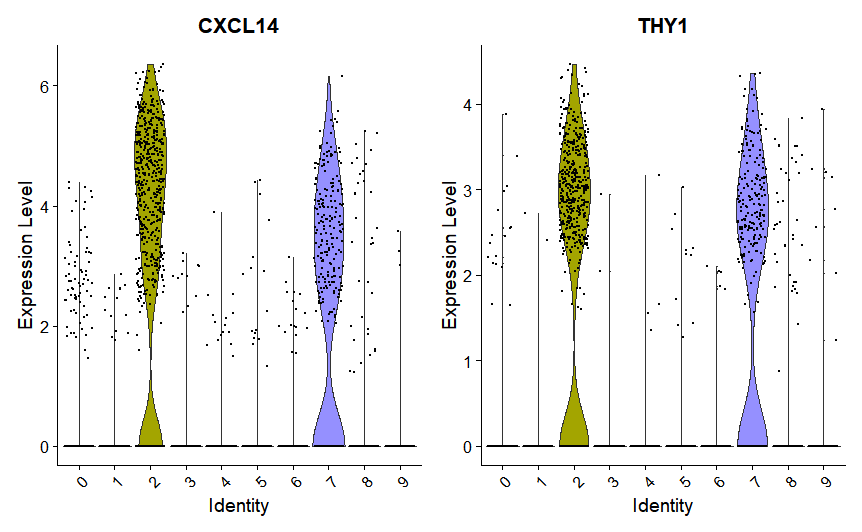 CXCL14
Expression Level
6
4
2
0
0 1 2 3 4 5 6 7 8 9
Identity
THY1
Expression Level
4
3
2
1
0
0 1 2 3 4 5 6 7 8 9
Identity